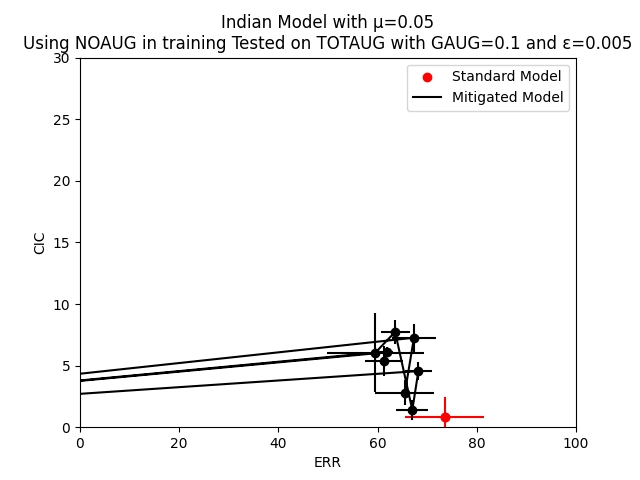 Indian Model with μ=0.05
Using NOAUG in training Tested on TOTAUG with GAUG=0.1 and ε=0.005
30
25
20
15
10
5
0
CIC
Standard Model
Mitigated Model
0 20 40 60 80 100
ERR